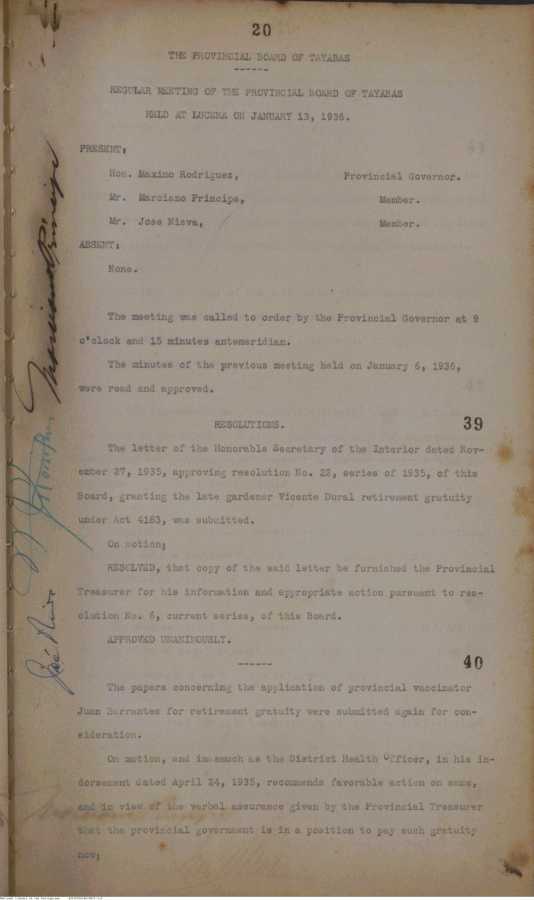 20
THE PROVINCIAL BOARD OF TAYABAS
------
REGULAR MEETING OF THE PROVINCIAL BOARD OF TAYABAS
HELD AT LUCENA ON JANUARY 13, 1936.
PRESENT:
Hon. Maximo Rodriguez, Provincial Governor.
Mr. Marciano Principe, Member.
Mr. Jose Nieva, Member.
ABSENT:
None.
The meeting was called to order by the Provincial Governor at 9
o'clock and 15 minutes antemeridian.
The minutes of the previous meeting held on January 6, 1936,
were read and approved.
RESOLUTIONS. 39
The letter of the Honorable Secretary of the Interior dated Nov-
ember 27, 1935, approving resolution No. 22, series of 1935, of this
Board, granting the late gardener Vicente Dural retirement gratuity
under Act 4183, was submitted.
On motion;
RESOLVED, that copy of the said letter be furnished the Provincial
Treasurer for his information and appropriate action pursuant to res-
olution No. 6, current series, of this Board.
APPROVED UNANIMOUSLY.
------ 40
The papers concerning the application of provincial vaccinator
Juan Barrantes for retirement gratuity were submitted again for con-
sideration.
On motion, and inasmuch as the District Health Officer, in his in-
dorsement dated April 24, 1935, recommends favorable action on same,
and in view of the verbal assurance given by the Provincial Treasurer
that the provincial government is in a position to pay such gratuity
now;
Marciano Principe
José Nieva